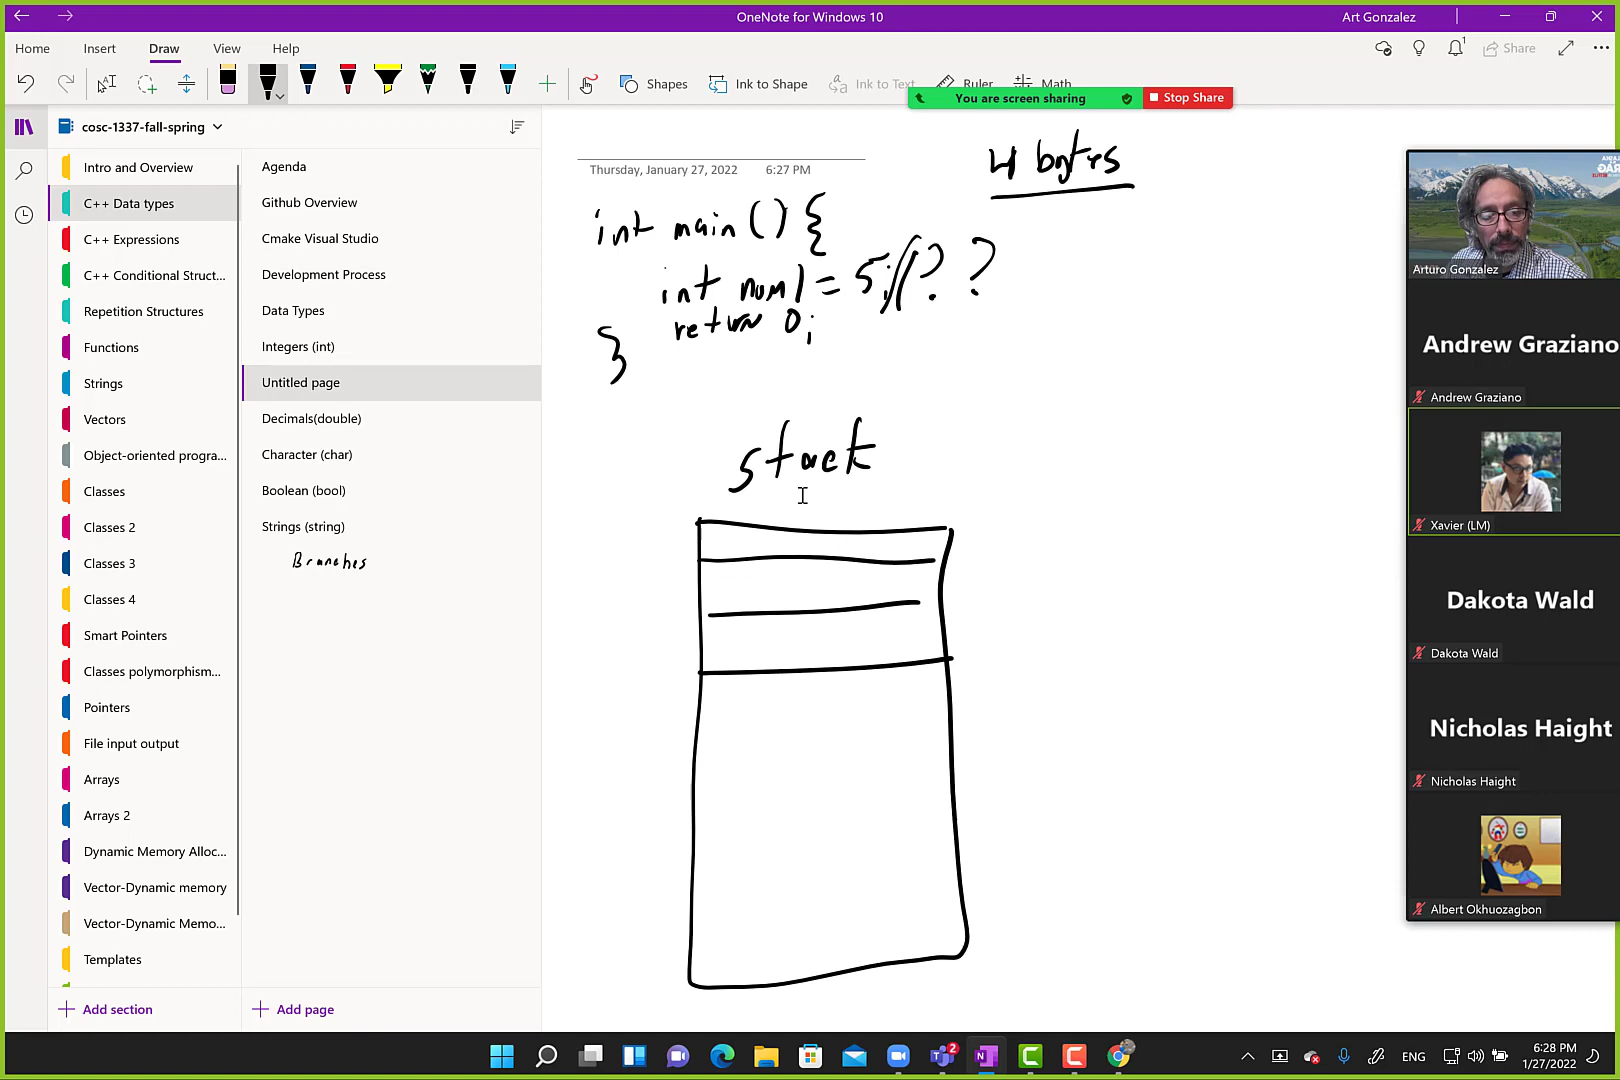 OneNote for Windows 10
Art Gonzalez
Home Insert Draw View Help
1
Share
Shapes
Ink to Shape
Ink to Text
Ruler
Math
You are screen sharing
Stop Share
cosc-1337-fall-spring
Intro and Overview
C++ Data types
C++ Expressions
C++ Conditional Struct...
Repetition Structures
Functions
Strings
Vectors
Object-oriented progra...
Classes
Classes 2
Classes 3
Classes 4
Smart Pointers
Classes polymorphism...
Pointers
File input output
Arrays
Arrays 2
Dynamic Memory Alloc...
Vector-Dynamic memory
Vector-Dynamic Memo...
Templates
Add section
Agenda
Github Overview
Cmake Visual Studio
Development Process
Data Types
Integers (int)
Untitled page
Decimals(double)
Character (char)
Boolean (bool)
Strings (string)
Branches
Add page
Thursday, January 27, 2022 6:27 PM
4 bytes
int main () {
int num1 = 5; // ? ?
return 0;
}
stack
Arturo Gonzalez
Andrew Graziano
Andrew Graziano
Xavier (LM)
Dakota Wald
Dakota Wald
Nicholas Haight
Nicholas Haight
Albert Okhuozagbon
2
ENG
6:28 PM
1/27/2022